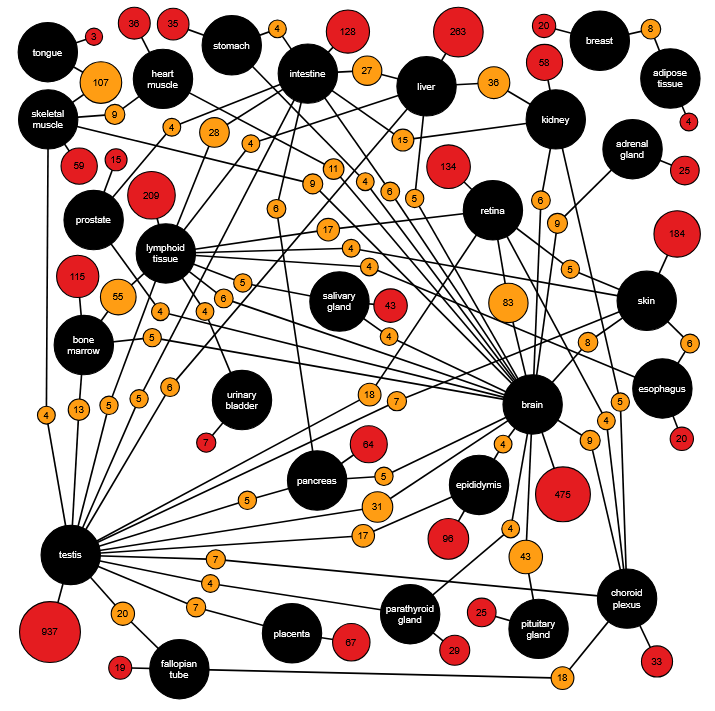 36
35
4
128
263
20
breast
8
3
tongue
stomach
heart
muscle
intestine
27
liver
36
58
adipose
tissue
107
9
skeletal
muscle
4
28
4
15
kidney
4
adrenal
gland
25
59
15
11
134
9
4
6
5
209
6
6
retina
9
prostate
17
184
lymphoid
tissue
4
4
5
115
55
5
6
salivary
gland
43
83
skin
4
4
bone
marrow
5
4
8
6
6
18
7
esophagus
4
13
5
5
urinary
bladder
brain
5
4
20
7
64
4
9
pancreas
5
epididymis
475
5
31
17
96
4
testis
7
43
4
choroid
plexus
937
20
7
placenta
67
parathyroid
gland
29
25
pituitary
gland
33
19
fallopian
tube
18